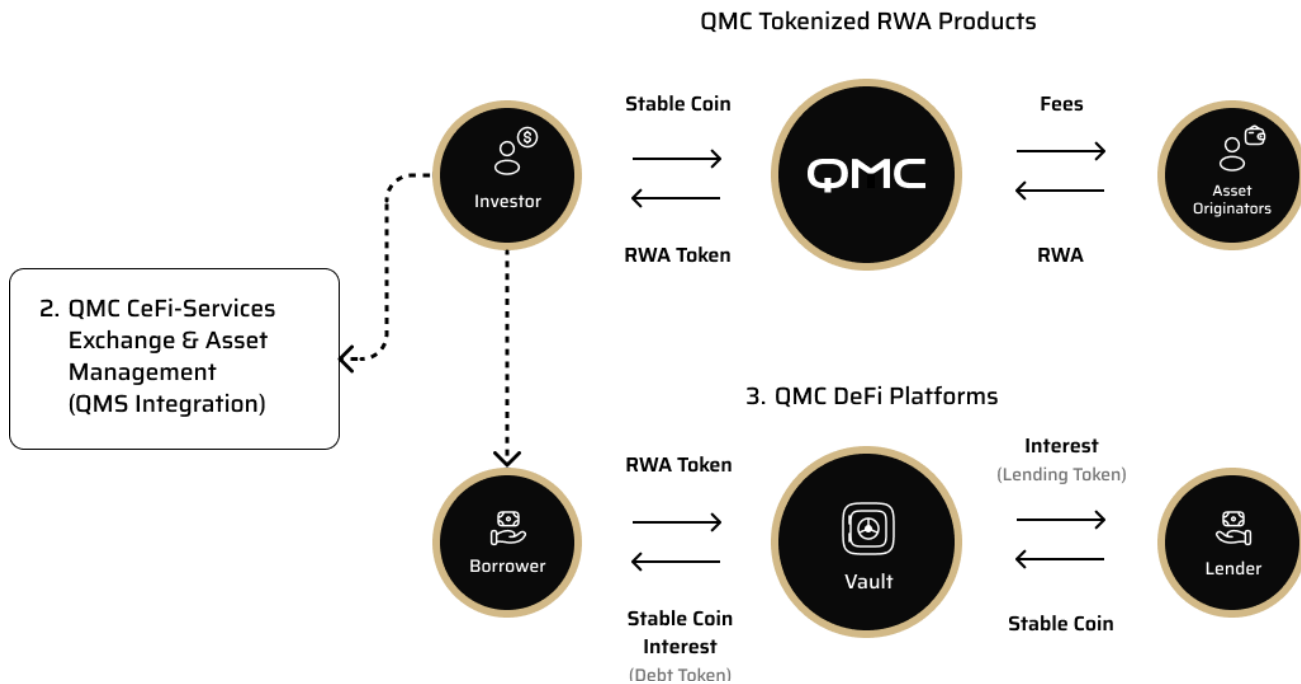 QMC Tokenized RWA Products
Stable Coin
Fees
QMC
Investor
Asset
Originators
RWA Token
RWA
2. QMC CeFi-Services
Exchange & Asset
Management
(QMS Integration)
3. QMC DeFi Platforms
RWA Token
Interest
(Lending Token)
Borrower
Vault
Lender
Stable Coin
Interest
(Debt Token)
Stable Coin